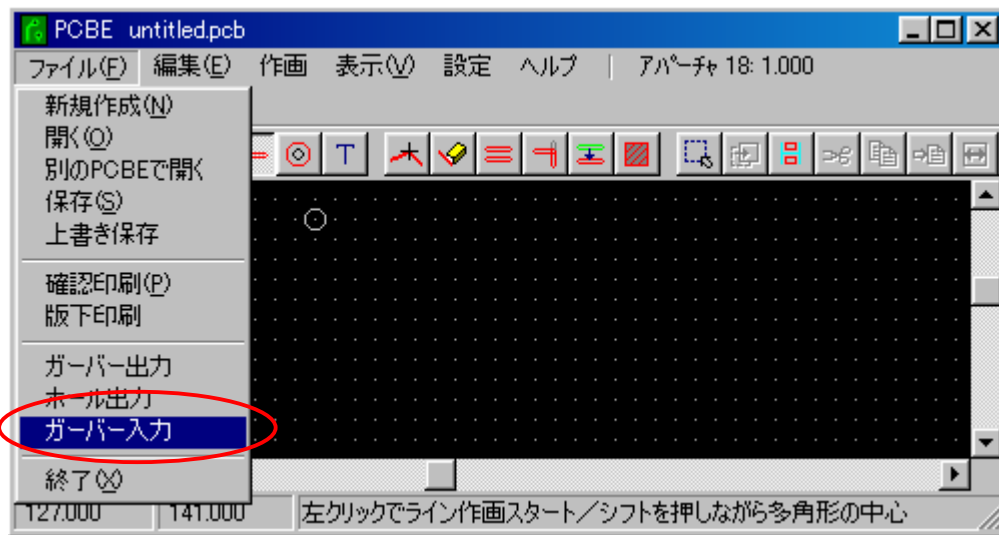 PCBE untitled.pcb
ファイル(F) 編集(E) 作画 表示(V) 設定 ヘルプ | アパーチャ 18: 1.000
新規作成(N)
開く(O)
別のPCBEで開く
保存(S)
上書き保存
確認印刷(P)
版下印刷
ガーバー出力
ホール出力
ガーバー入力
終了(X)
T
127.000 141.000 左クリックでライン作画スタート／シフトを押しながら多角形の中心